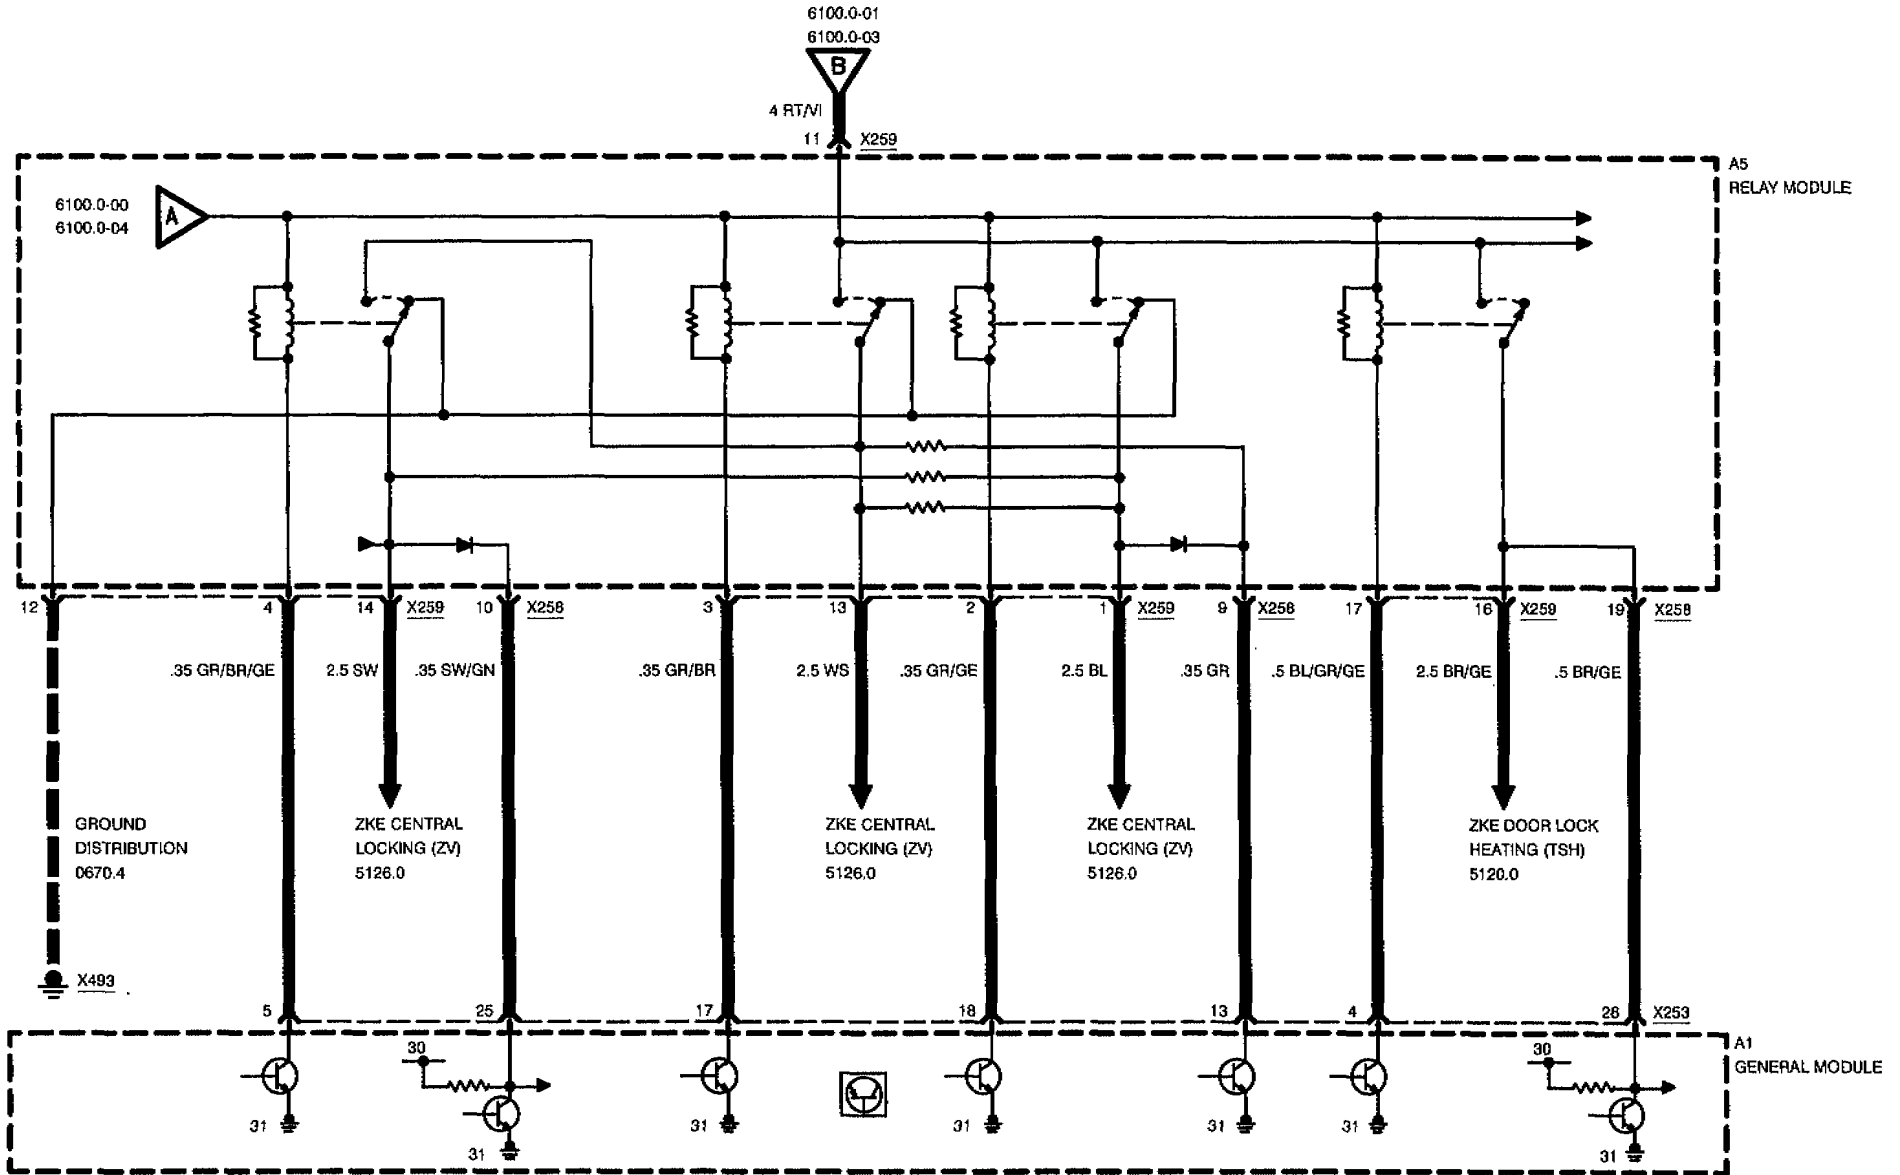 6100.0-01
6100.0-03
B
4 RT/VI
11 X259
A5
RELAY MODULE
6100.0-00
6100.0-04
A
12 4 14 X259 10 X258 3 13 2 1 X259 9 X258 17 16 X259 19 X258
.35 GR/BR/GE 2.5 SW .35 SW/GN .35 GR/BR 2.5 WS .35 GR/GE 2.5 BL .35 GR .5 BL/GR/GE 2.5 BR/GE .5 BR/GE
GROUND
DISTRIBUTION
0670.4
ZKE CENTRAL
LOCKING (ZV)
5126.0
ZKE CENTRAL
LOCKING (ZV)
5126.0
ZKE CENTRAL
LOCKING (ZV)
5126.0
ZKE DOOR LOCK
HEATING (TSH)
5120.0
X493
5 25 17 18 13 4 26 X253
A1
GENERAL MODULE
30 30
31 31 31 31 31
31 31